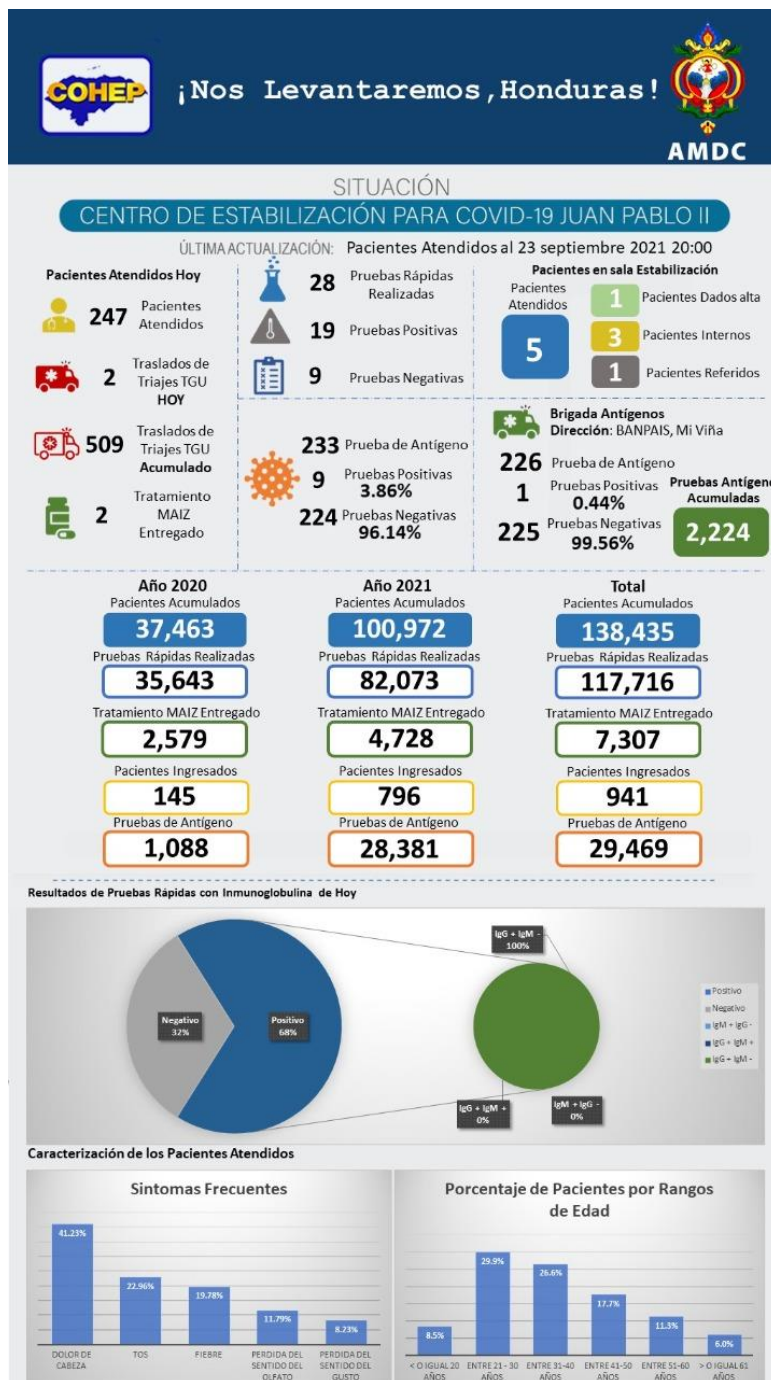 COHEP
¡Nos Levantaremos,Honduras!
AMDC
SITUACIÓN
CENTRO DE ESTABILIZACIÓN PARA COVID-19 JUAN PABLO II
ÚLTIMA ACTUALIZACIÓN: Pacientes Atendidos al 23 septiembre 2021 20:00
Pacientes Atendidos Hoy
247 Pacientes
Atendidos
2 Traslados de
Triajes TGU
HOY
509 Traslados de
Triajes TGU
Acumulado
2 Tratamiento
MAIZ
Entregado
28 Pruebas Rápidas
Realizadas
19 Pruebas Positivas
9 Pruebas Negativas
233 Prueba de Antígeno
9 Pruebas Positivas
3.86%
224 Pruebas Negativas
96.14%
Pacientes en sala Estabilización
Pacientes
Atendidos
5
1 Pacientes Dados alta
3 Pacientes Internos
1 Pacientes Referidos
Brigada Antígenos
Dirección: BANPAIS, Mi Viña
226 Prueba de Antígeno
1 Pruebas Positivas
0.44%
225 Pruebas Negativas
99.56%
Pruebas Antígeno
Acumuladas
2,224
Año 2020
Pacientes Acumulados
37,463
Pruebas Rápidas Realizadas
35,643
Tratamiento MAIZ Entregado
2,579
Pacientes Ingresados
145
Pruebas de Antígeno
1,088
Año 2021
Pacientes Acumulados
100,972
Pruebas Rápidas Realizadas
82,073
Tratamiento MAIZ Entregado
4,728
Pacientes Ingresados
796
Pruebas de Antígeno
28,381
Total
Pacientes Acumulados
138,435
Pruebas Rápidas Realizadas
117,716
Tratamiento MAIZ Entregado
7,307
Pacientes Ingresados
941
Pruebas de Antígeno
29,469
Resultados de Pruebas Rápidas con Inmunoglobulina de Hoy
Negativo
32%
Positivo
68%
IgG + IgM -
100%
IgG + IgM +
0%
IgM + IgG -
0%
Positivo
Negativo
IgM + IgG -
IgG + IgM +
IgG + IgM -
Caracterización de los Pacientes Atendidos
Sintomas Frecuentes
41.23%
22.96%
19.78%
11.79%
8.23%
DOLOR DE
CABEZA
TOS
FIEBRE
PERDIDA DEL
SENTIDO DEL
OLFATO
PERDIDA DEL
SENTIDO DEL
GUSTO
Porcentaje de Pacientes por Rangos
de Edad
8.5%
29.9%
26.6%
17.7%
11.3%
6.0%
< O IGUAL 20
AÑOS
ENTRE 21 - 30
AÑOS
ENTRE 31-40
AÑOS
ENTRE 41-50
AÑOS
ENTRE 51-60
AÑOS
> O IGUAL 61
AÑOS